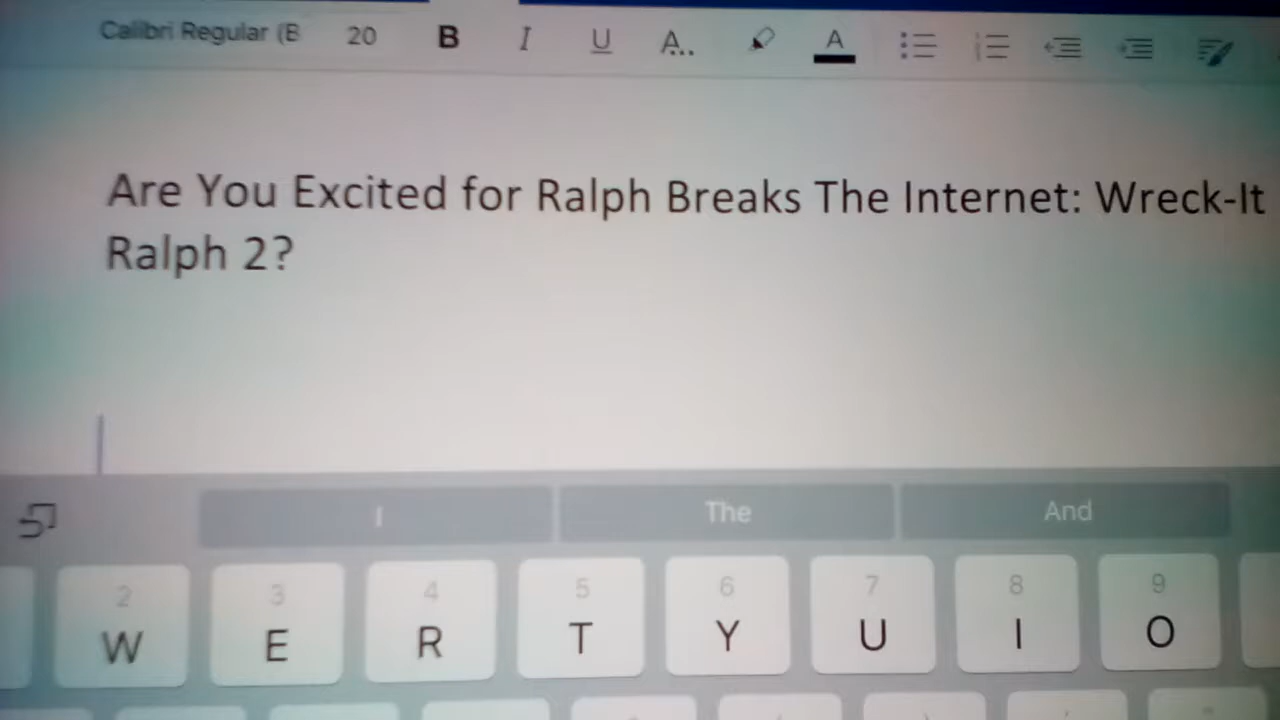 Calibri Regular (B 20 B I U A.. A
Are You Excited for Ralph Breaks The Internet: Wreck-It
Ralph 2?
I The And
2 3 4 5 6 7 8 9
W E R T Y U I O